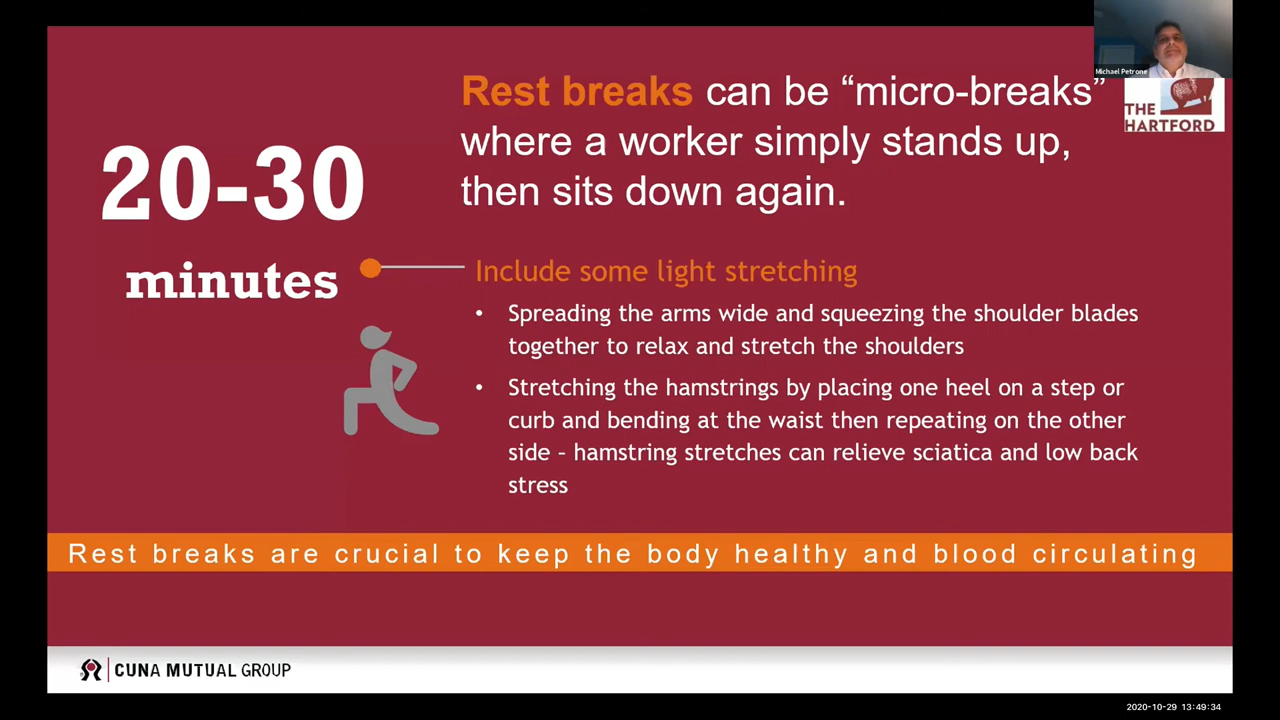 Michael Petrone
THE
HARTFORD
Rest breaks can be “micro-breaks”
where a worker simply stands up,
then sits down again.
20-30
minutes
Include some light stretching
• Spreading the arms wide and squeezing the shoulder blades
together to relax and stretch the shoulders
• Stretching the hamstrings by placing one heel on a step or
curb and bending at the waist then repeating on the other
side – hamstring stretches can relieve sciatica and low back
stress
Rest breaks are crucial to keep the body healthy and blood circulating
CUNA MUTUAL GROUP
2020-10-29 13:49:34